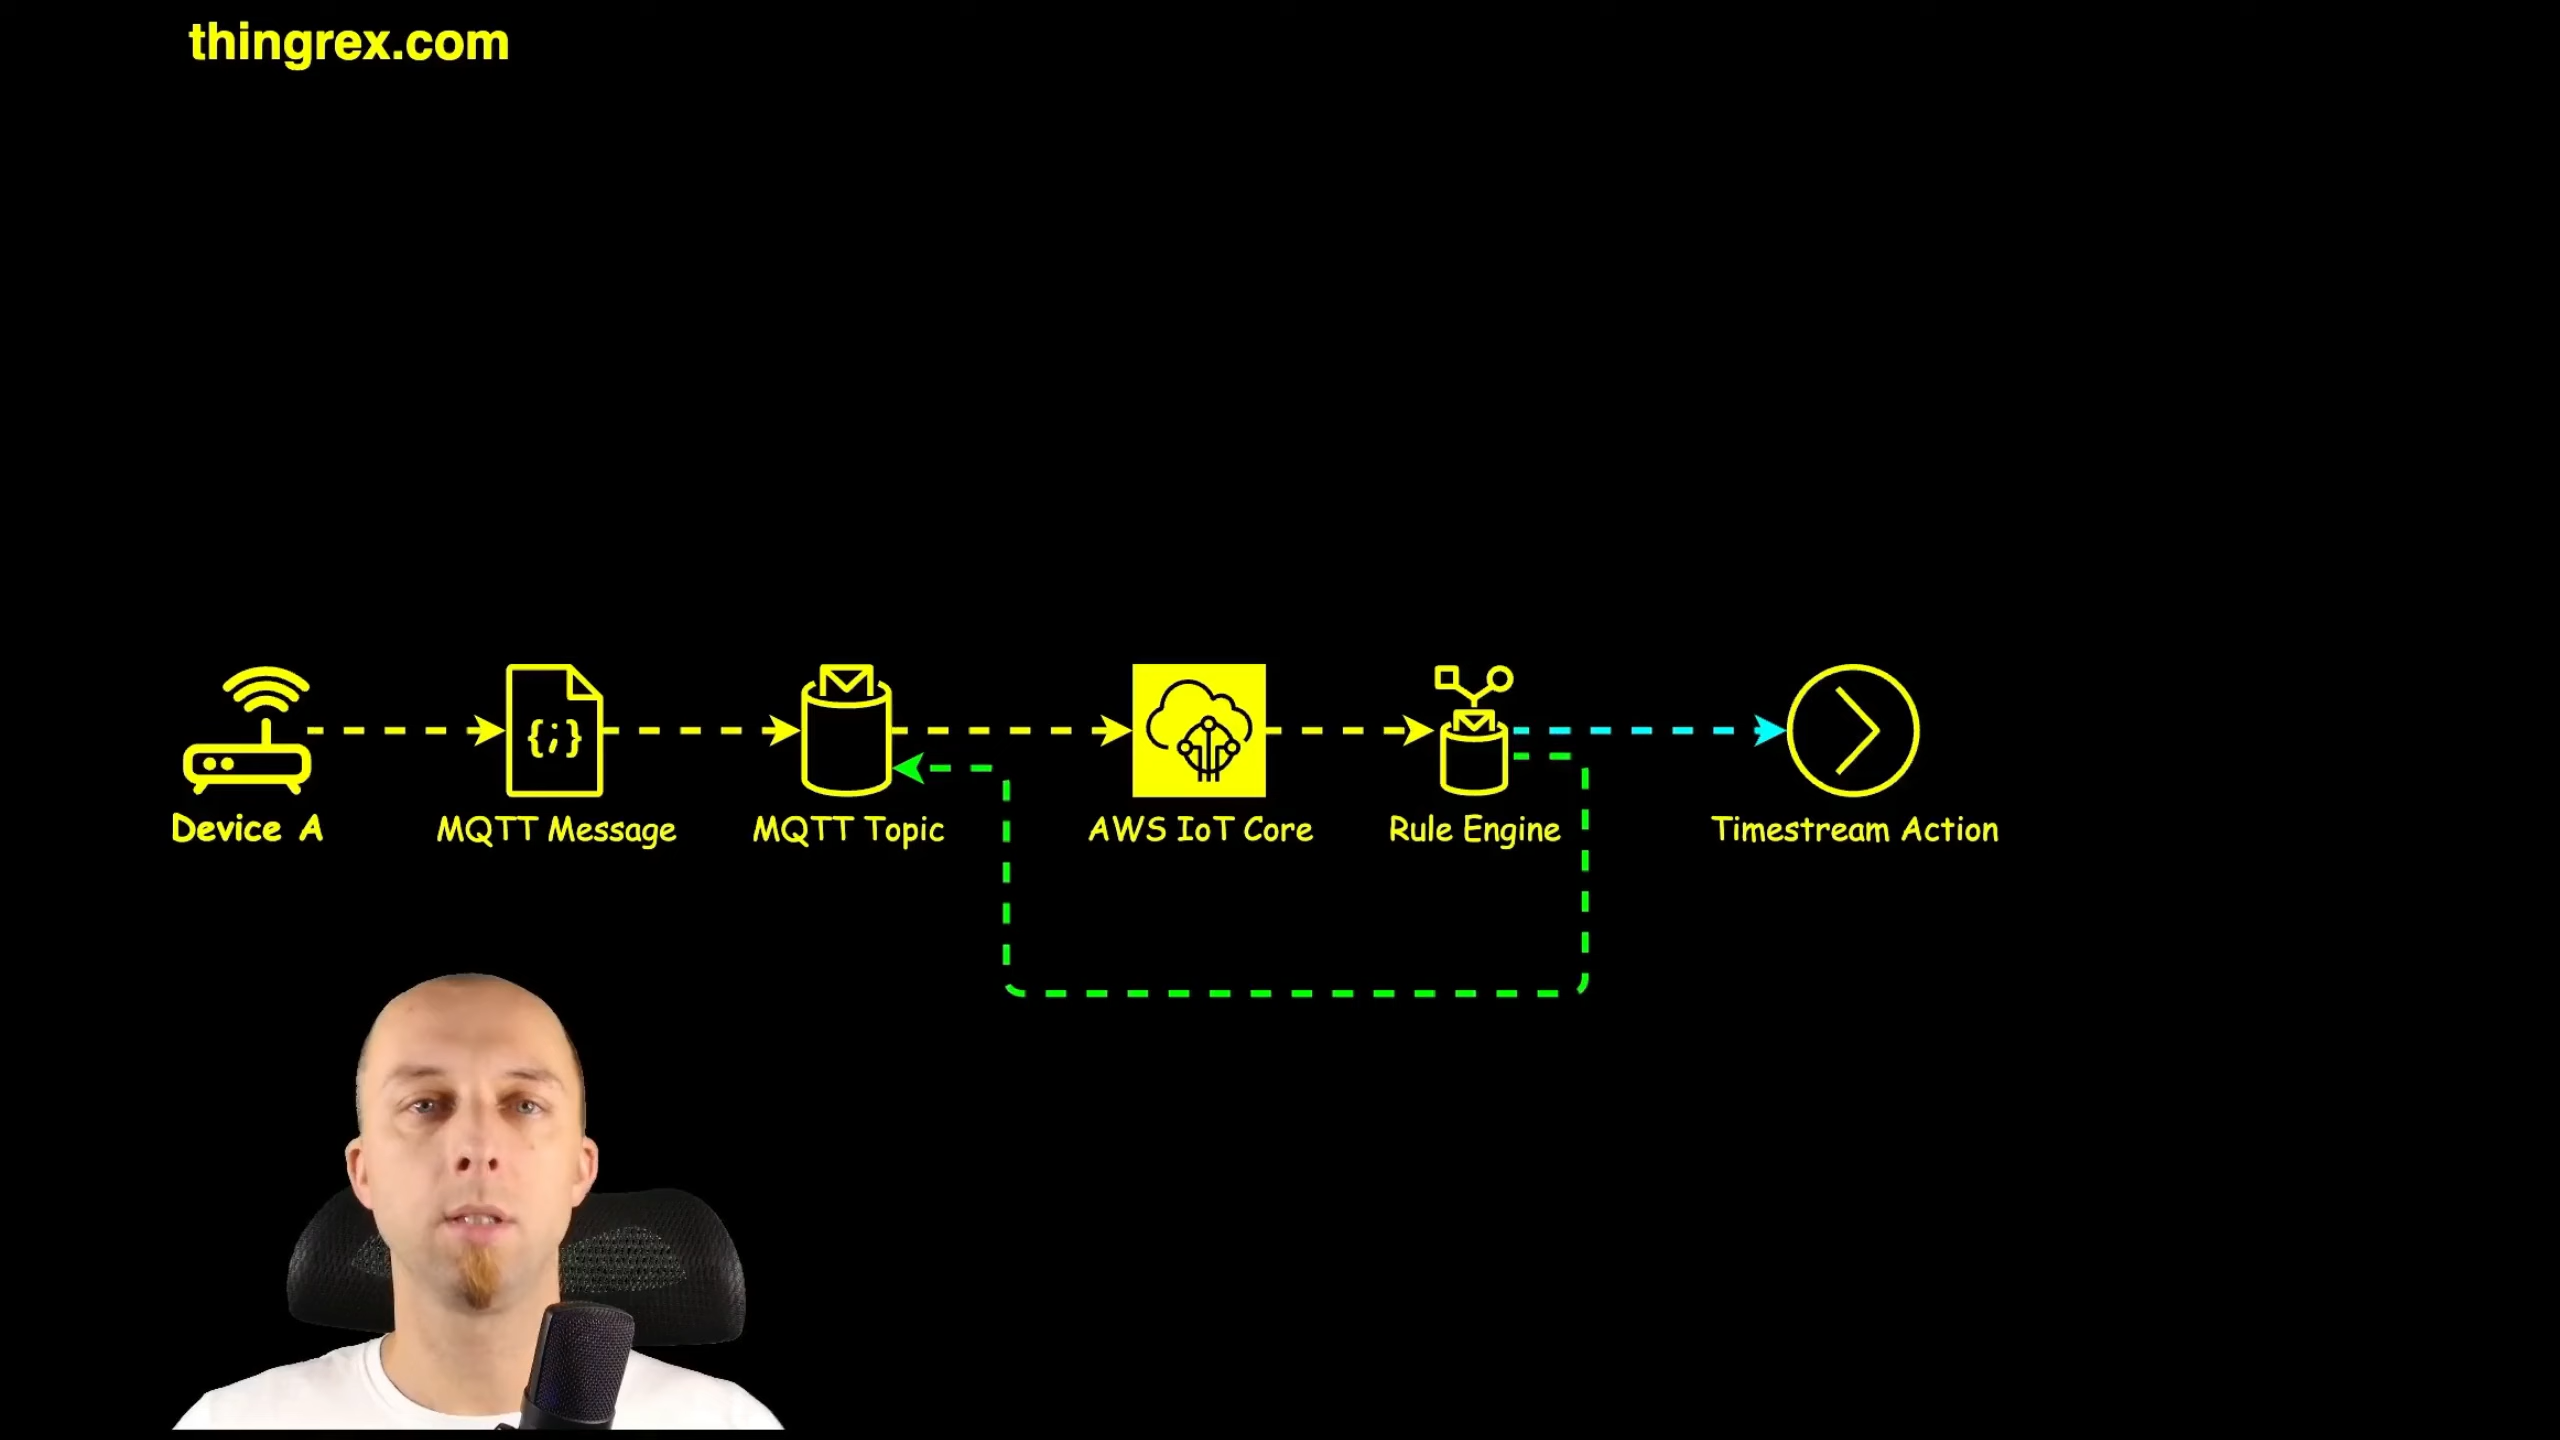 thingrex.com
{;}
Device A
MQTT Message
MQTT Topic
AWS IoT Core
Rule Engine
Timestream Action